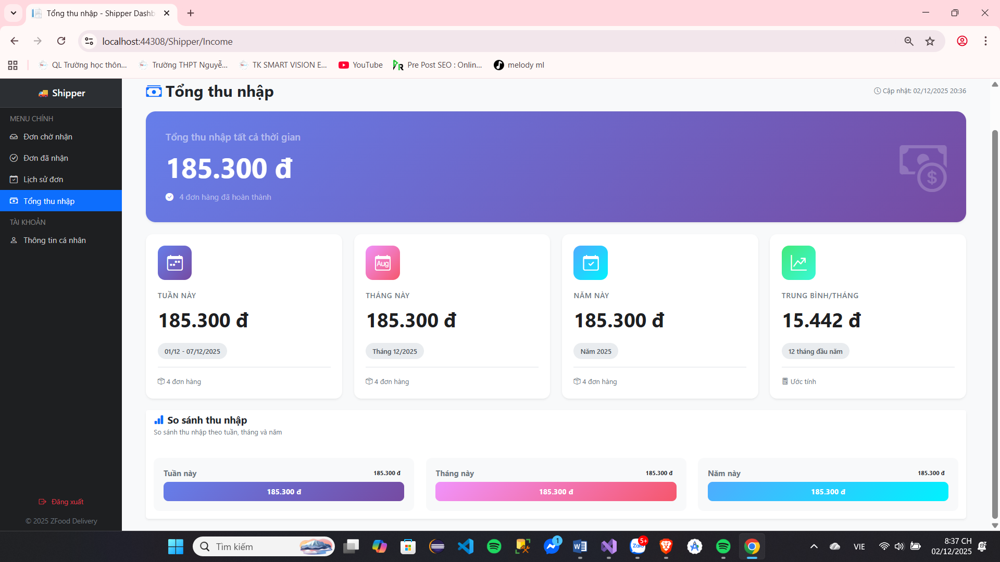 Tổng thu nhập - Shipper Dashb
localhost:44308/Shipper/Income
QL Trường học thôn...
Trường THPT Nguyễ...
TK SMART VISION E...
YouTube
Pre Post SEO : Onlin...
melody ml
Shipper
MENU CHÍNH
Đơn chờ nhận
Đơn đã nhận
Lịch sử đơn
Tổng thu nhập
TÀI KHOẢN
Thông tin cá nhân
Đăng xuất
© 2025 ZFood Delivery
Tổng thu nhập
Cập nhật: 02/12/2025 20:36
Tổng thu nhập tất cả thời gian
185.300 đ
4 đơn hàng đã hoàn thành
TUẦN NÀY
185.300 đ
01/12 - 07/12/2025
4 đơn hàng
Aug
THÁNG NÀY
185.300 đ
Tháng 12/2025
4 đơn hàng
NĂM NÀY
185.300 đ
Năm 2025
4 đơn hàng
TRUNG BÌNH/THÁNG
15.442 đ
12 tháng đầu năm
Ước tính
So sánh thu nhập
So sánh thu nhập theo tuần, tháng và năm
Tuần này 185.300 đ
185.300 đ
Tháng này 185.300 đ
185.300 đ
Năm này 185.300 đ
185.300 đ
Tìm kiếm
1
Zalo
5+
VIE
8:37 CH
02/12/2025